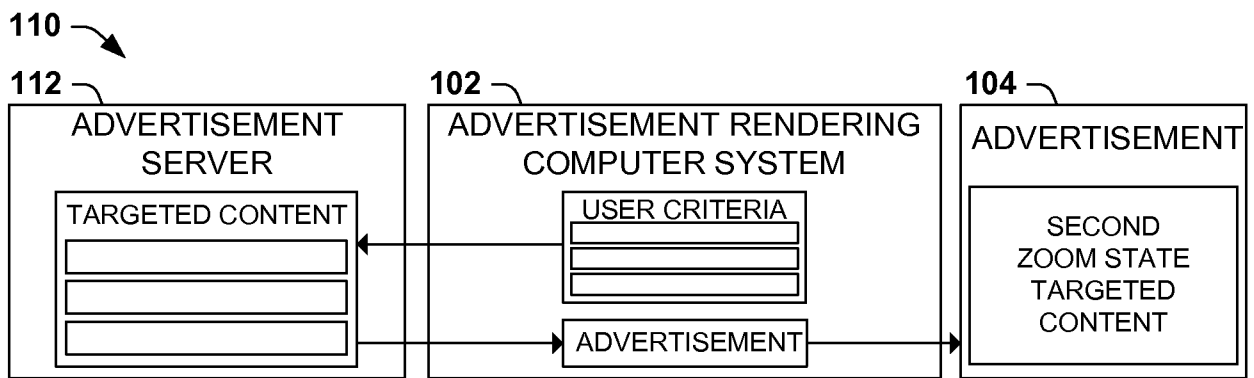 110
112
102
104
ADVERTISEMENT
SERVER
TARGETED CONTENT
ADVERTISEMENT RENDERING
COMPUTER SYSTEM
USER CRITERIA
ADVERTISEMENT
ADVERTISEMENT
SECOND
ZOOM STATE
TARGETED
CONTENT